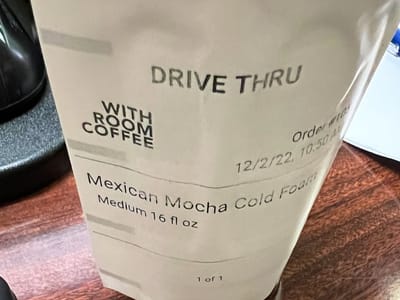 DRIVE THRU
WITH
ROOM
COFFEE
Order
12/2/22, 10:50
Mexican Mocha Cold Foam
Medium 16 fl oz
1 of 1